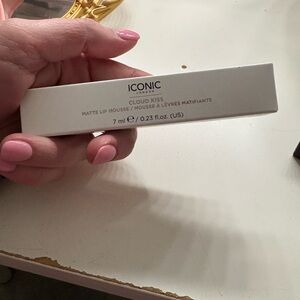 ICONIC
LONDON
CLOUD KISS
MATTE LIP MOUSSE / MOUSSE À LÈVRES MATIFIANTE
7 ml ℮ / 0.23 fl.oz. (US)